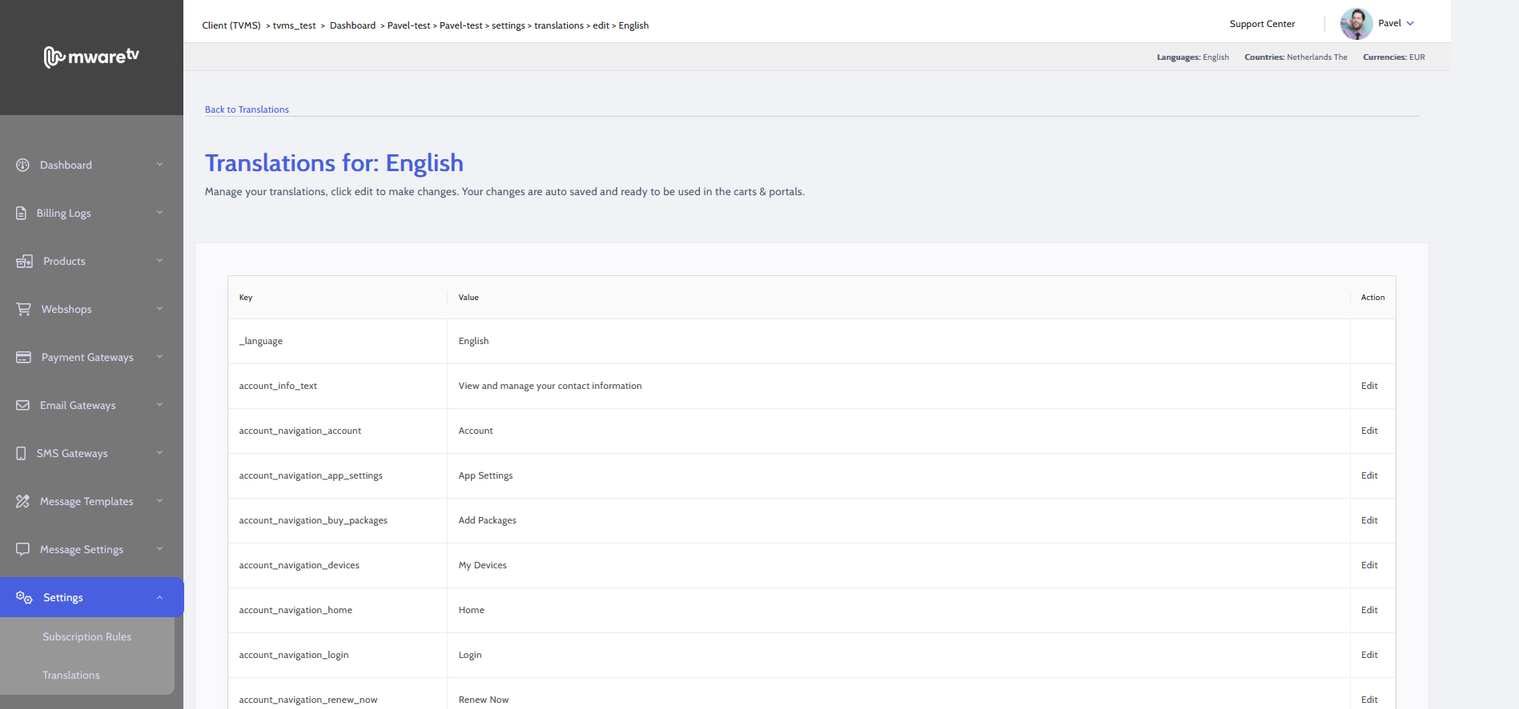 mwaretv
Client (TVMS) > tvms_test > Dashboard > Pavel-test > Pavel-test > settings > translations > edit > English
Support Center
Pavel
Languages: English Countries: Netherlands The Currencies: EUR
Dashboard
Billing Logs
Products
Webshops
Payment Gateways
Email Gateways
SMS Gateways
Message Templates
Message Settings
Settings
Subscription Rules
Translations
Back to Translations
Translations for: English
Manage your translations, click edit to make changes. Your changes are auto saved and ready to be used in the carts & portals.
Key Value Action
_language English
account_info_text View and manage your contact information Edit
account_navigation_account Account Edit
account_navigation_app_settings App Settings Edit
account_navigation_buy_packages Add Packages Edit
account_navigation_devices My Devices Edit
account_navigation_home Home Edit
account_navigation_login Login Edit
account_navigation_renew_now Renew Now Edit